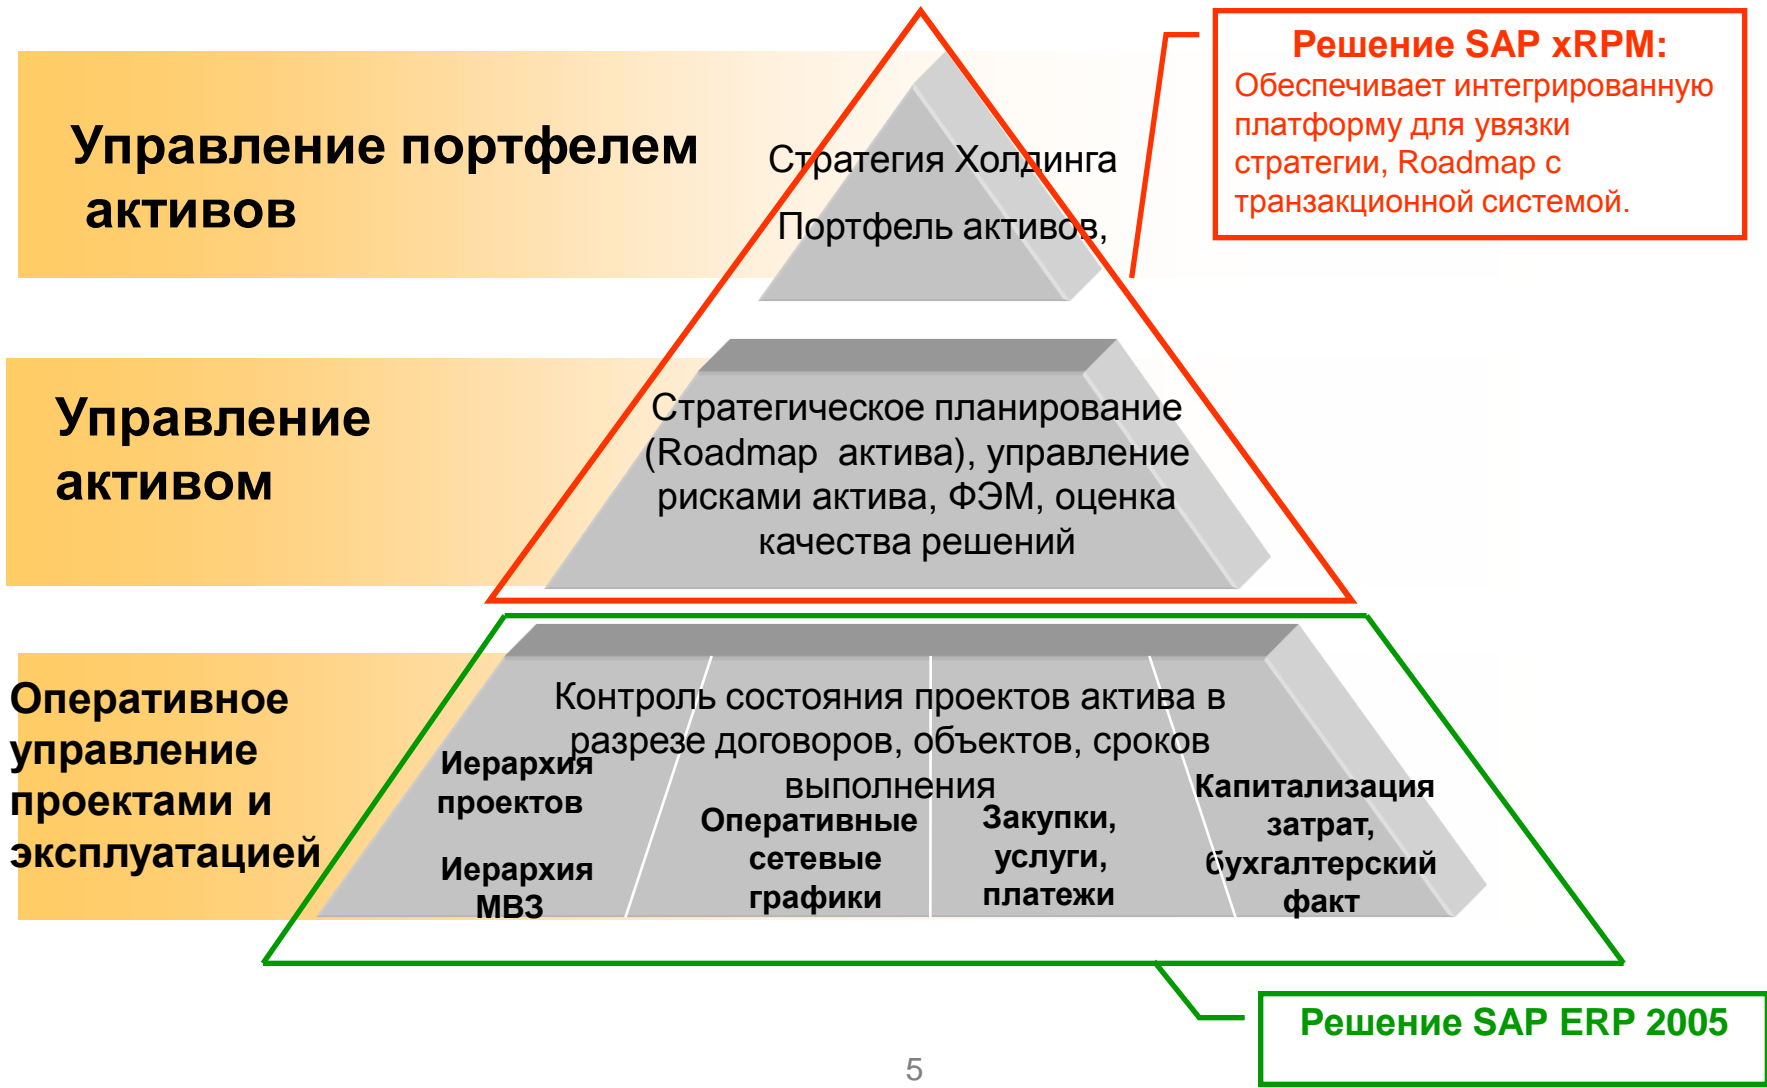 Решение SAP xRPM:
Обеспечивает интегрированную
платформу для увязки
стратегии, Roadmap с
транзакционной системой.
Управление портфелем
активов
Стратегия Холдинга
Портфель активов,
Управление
активом
Стратегическое планирование
(Roadmap актива), управление
рисками актива, ФЭМ, оценка
качества решений
Оперативное
управление
проектами и
эксплуатацией
Контроль состояния проектов актива в
разрезе договоров, объектов, сроков
выполнения
Иерархия
проектов
Иерархия
МВЗ
Оперативные
сетевые
графики
Закупки,
услуги,
платежи
Капитализация
затрат,
бухгалтерский
факт
Решение SAP ERP 2005
5